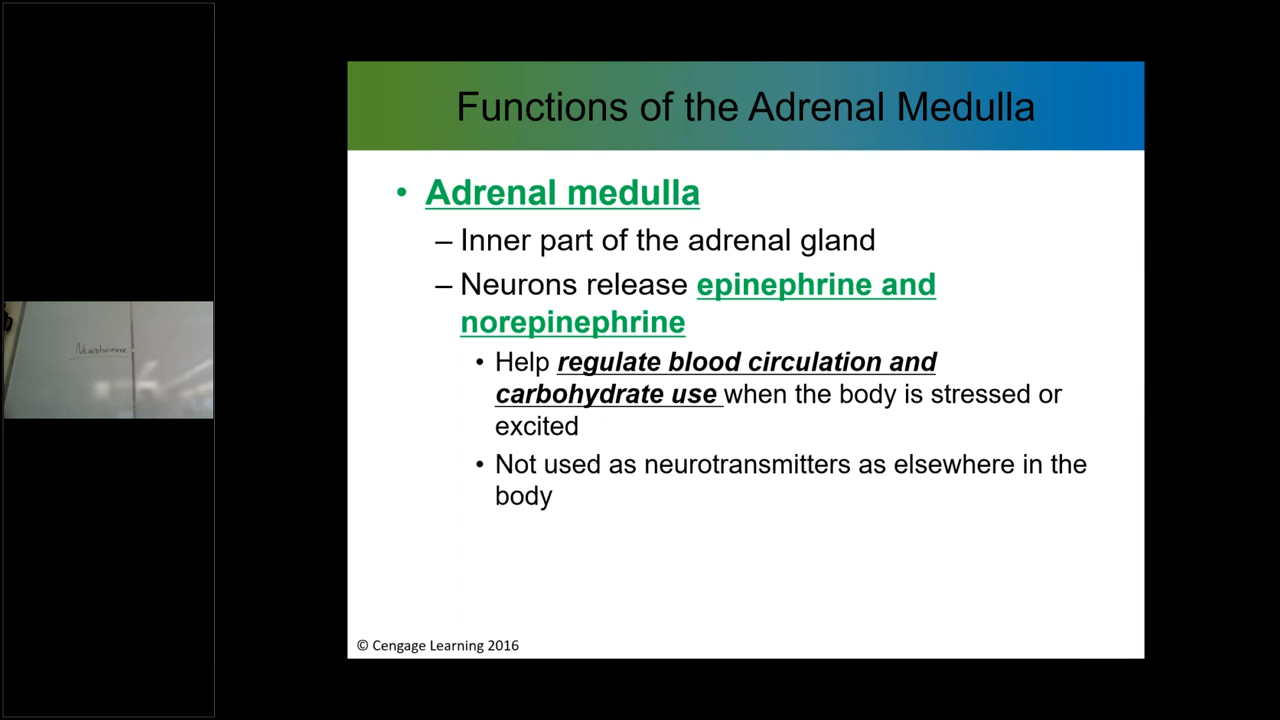 Functions of the Adrenal Medulla
• Adrenal medulla
– Inner part of the adrenal gland
– Neurons release epinephrine and
norepinephrine
• Help regulate blood circulation and
carbohydrate use when the body is stressed or
excited
• Not used as neurotransmitters as elsewhere in the
body
© Cengage Learning 2016